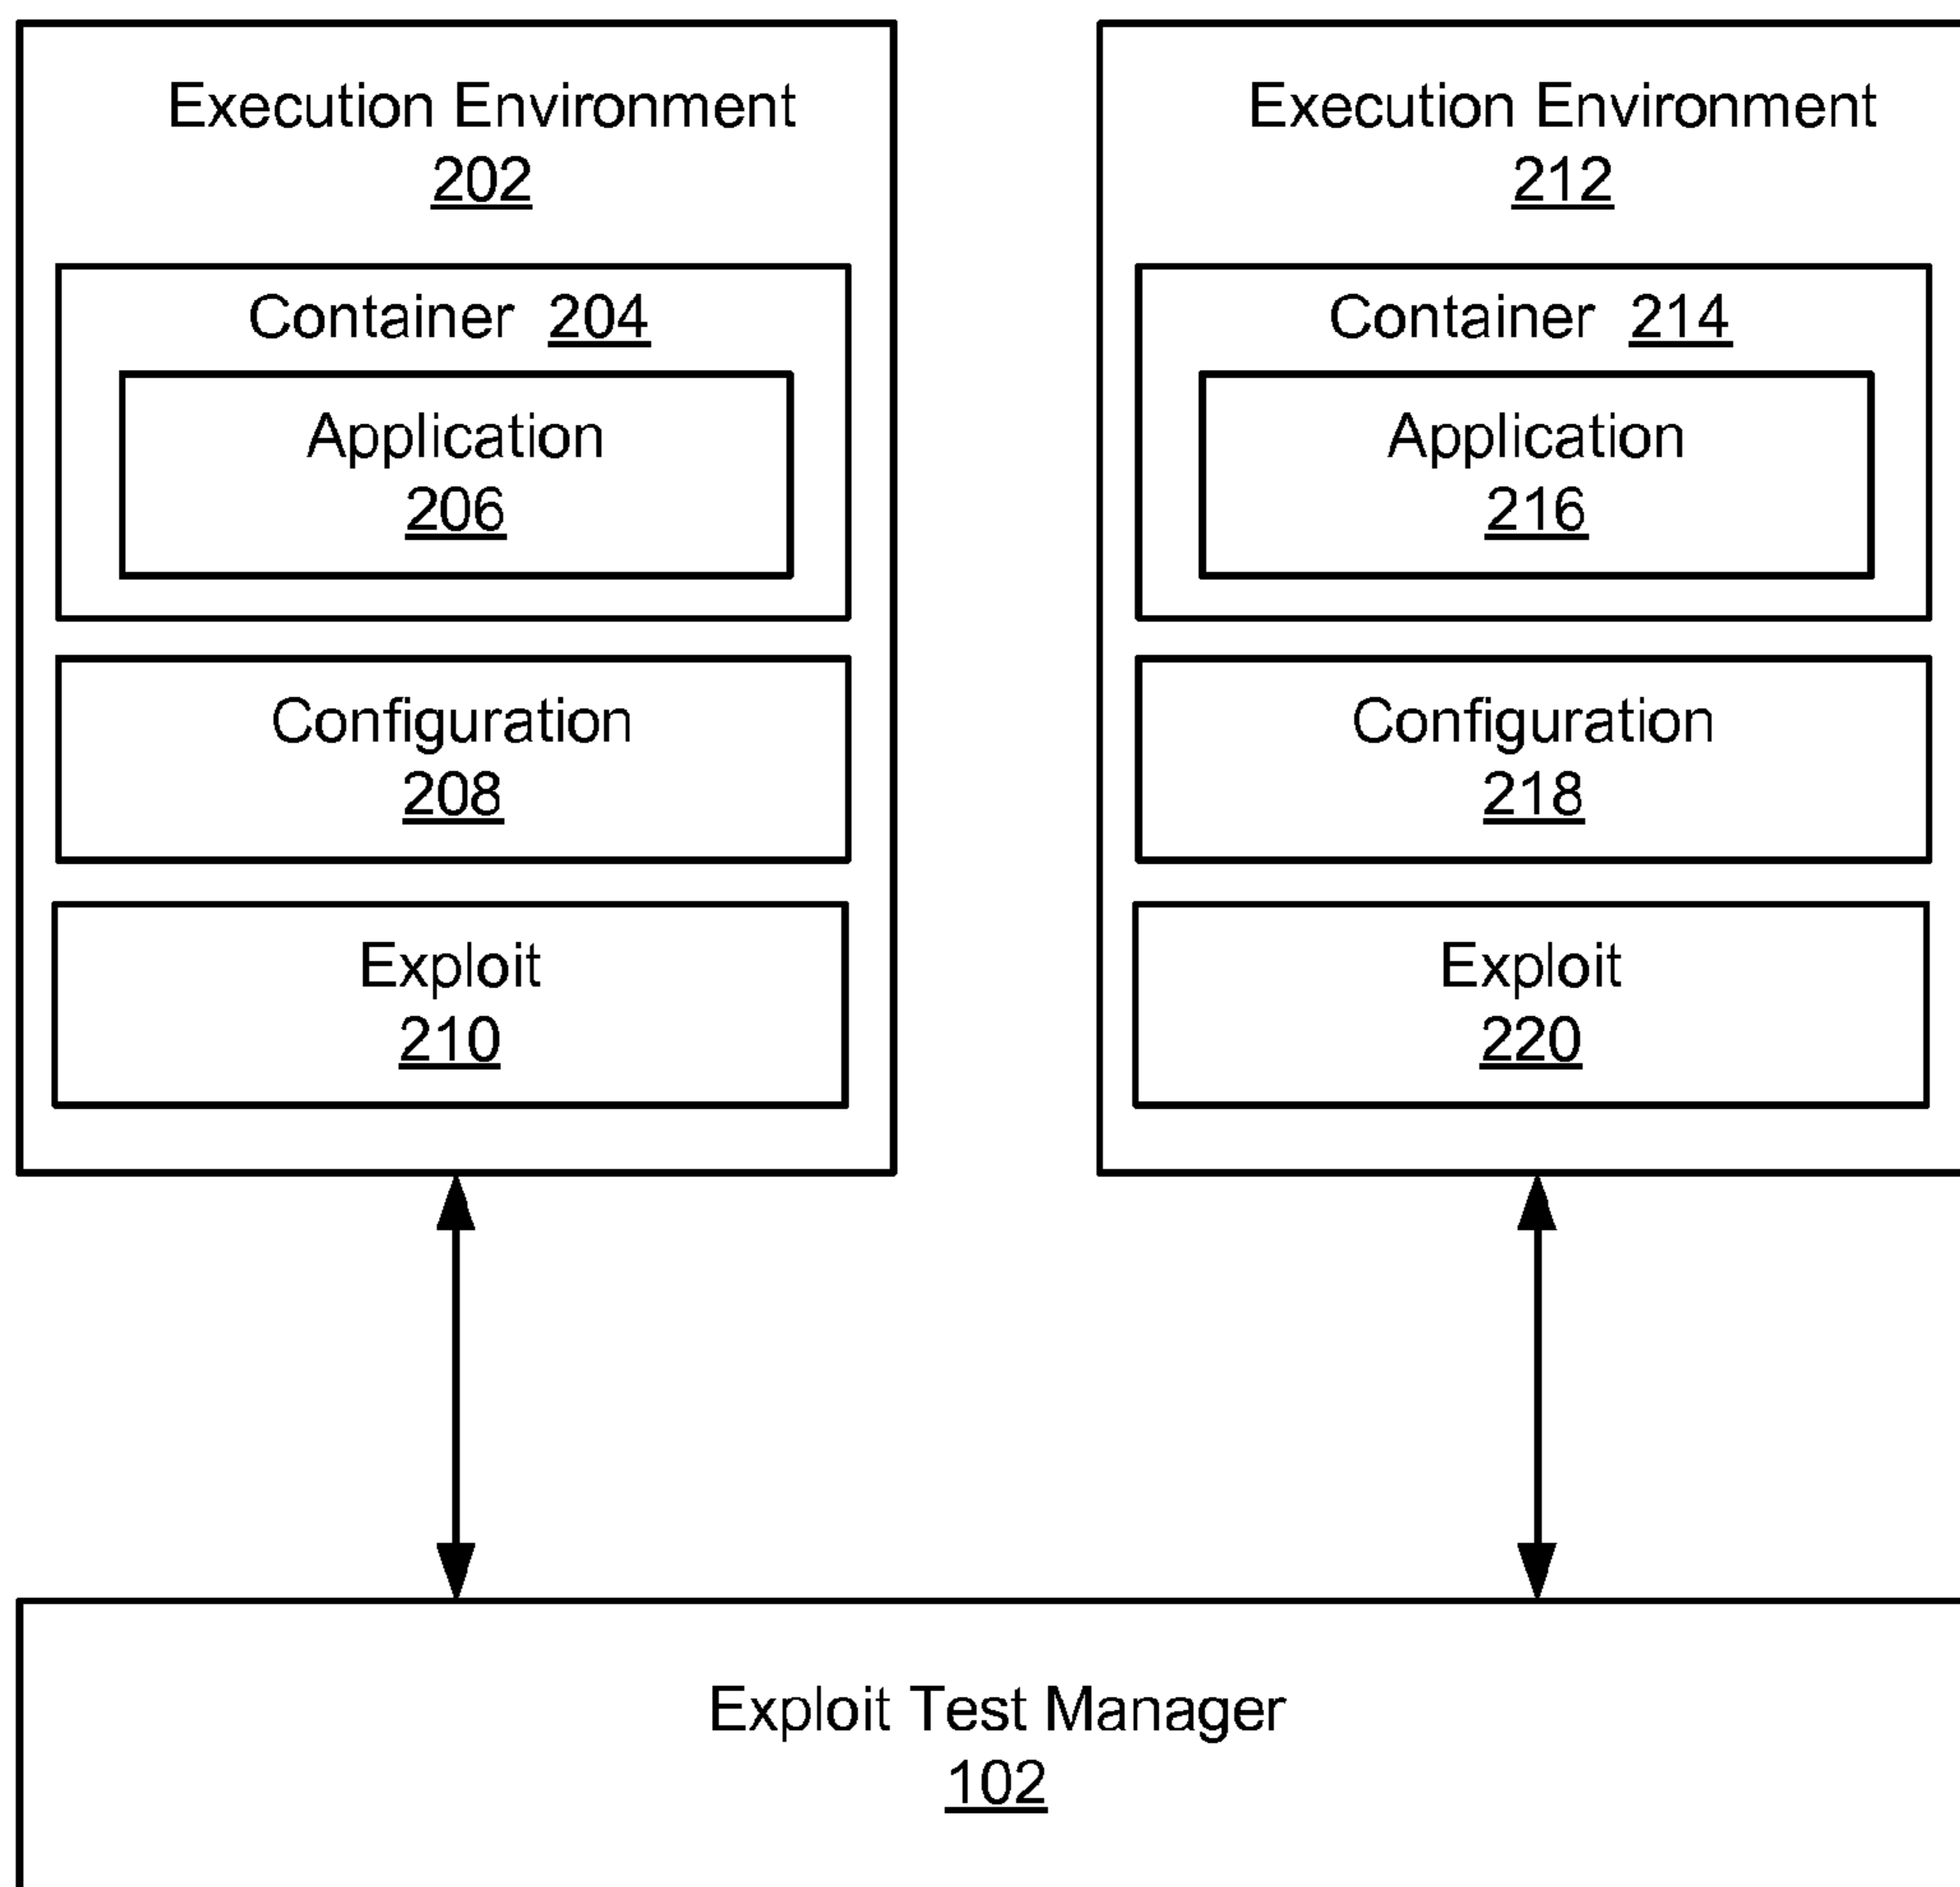 Execution Environment
202
Container 204
Application
206
Configuration
208
Exploit
210
Execution Environment
212
Container 214
Application
216
Configuration
218
Exploit
220
Exploit Test Manager
102